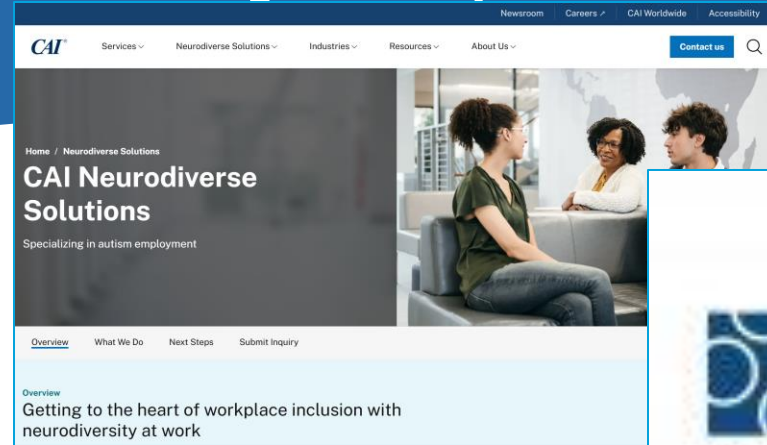 Newsroom Careers ↗ CAI Worldwide Accessibility
CAI® Services Neurodiverse Solutions Industries Resources About Us Contact us
Home / Neurodiverse Solutions
CAI Neurodiverse
Solutions
Specializing in autism employment
Overview What We Do Next Steps Submit Inquiry
Overview
Getting to the heart of workplace inclusion with
neurodiversity at work